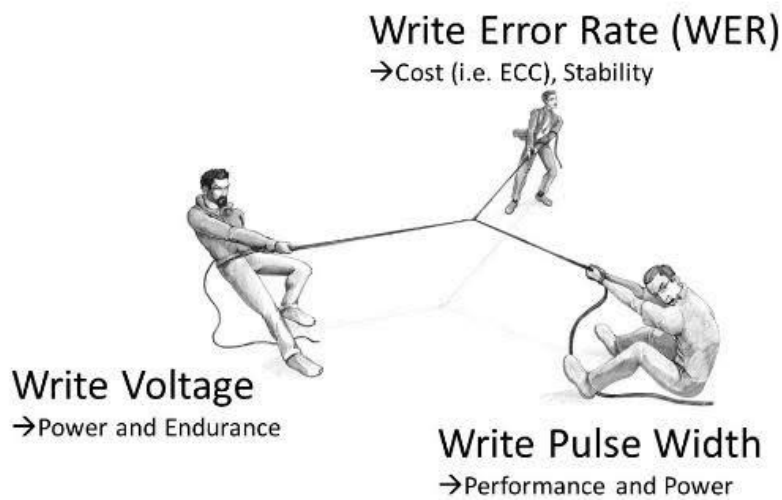 Write Error Rate (WER)
→Cost (i.e. ECC), Stability
Write Voltage
→Power and Endurance
Write Pulse Width
→Performance and Power